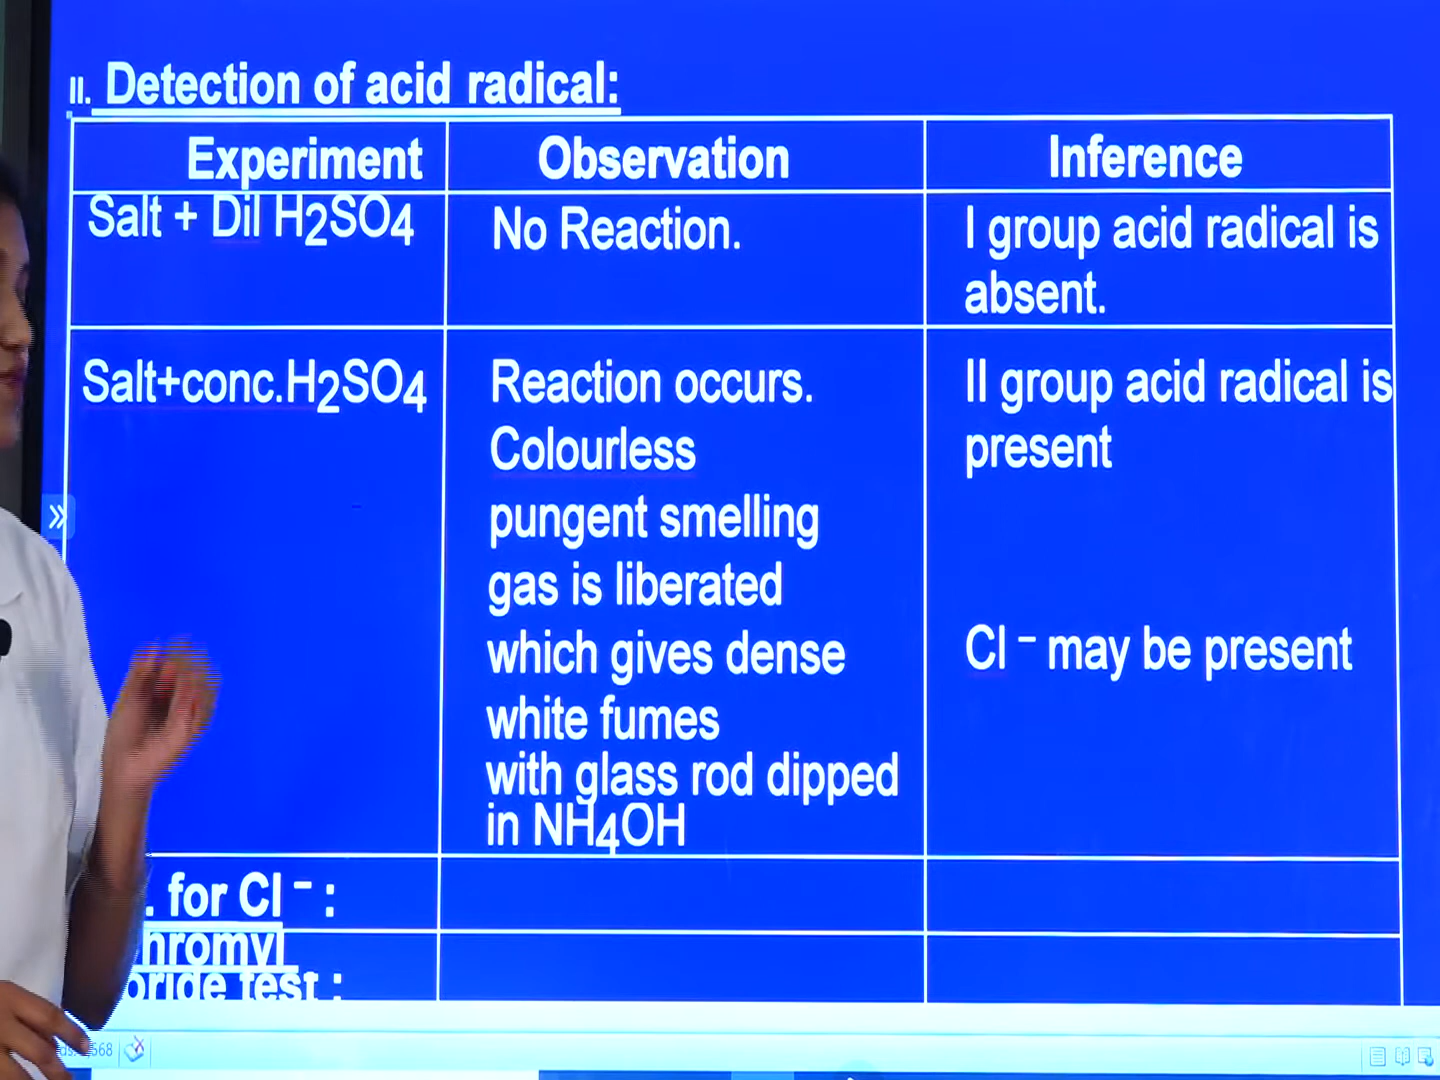 II. Detection of acid radical:
Experiment Observation Inference
Salt + Dil H2SO4 No Reaction. I group acid radical is
absent.
Salt+conc.H2SO4 Reaction occurs. II group acid radical is
Colourless present
pungent smelling
gas is liberated
which gives dense Cl – may be present
white fumes
with glass rod dipped
in NH4OH
. for Cl – :
hromyl
oride test :
568